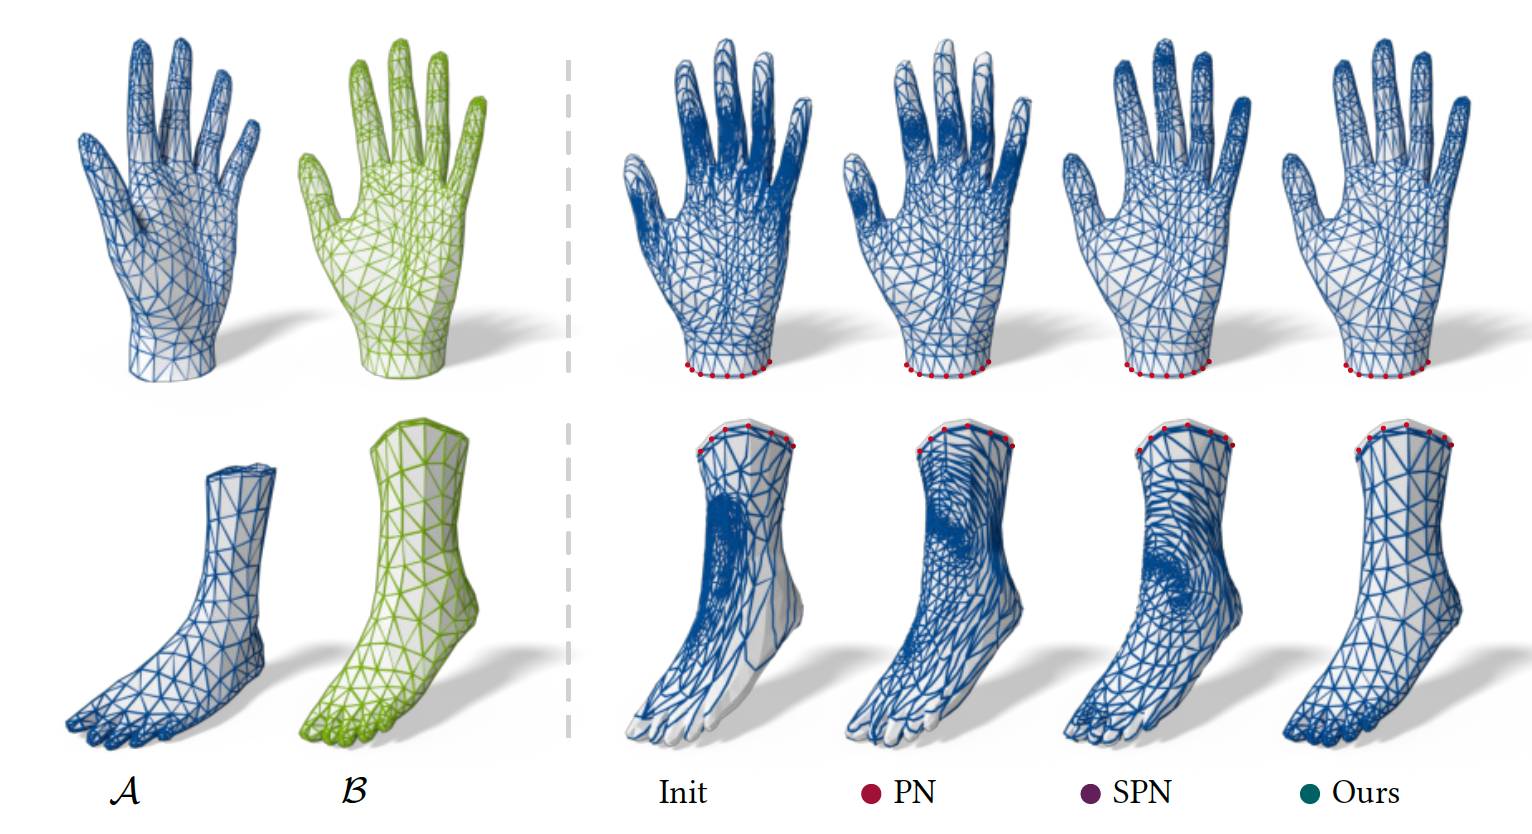 𝒜 ℬ Init PN SPN Ours